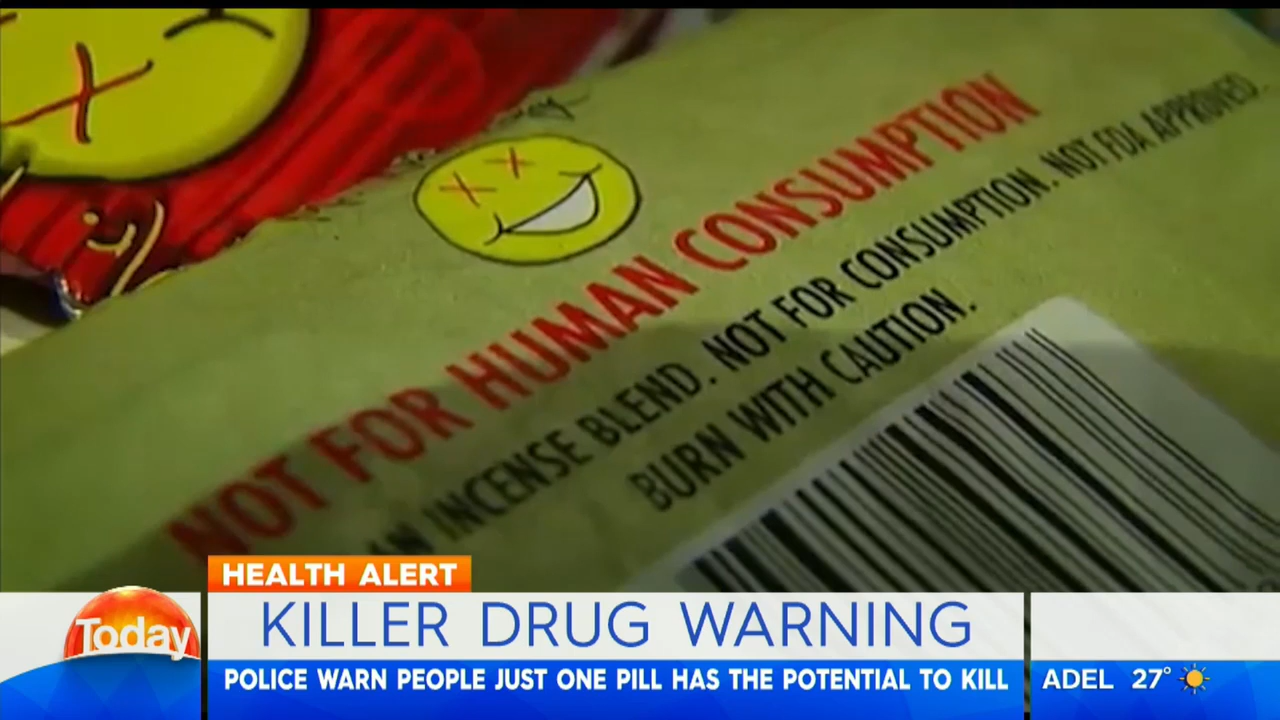 NOT FOR HUMAN CONSUMPTION
AN INCENSE BLEND. NOT FOR CONSUMPTION. NOT FDA APPROVED.
BURN WITH CAUTION.
HEALTH ALERT
Today
KILLER DRUG WARNING
POLICE WARN PEOPLE JUST ONE PILL HAS THE POTENTIAL TO KILL
ADEL 27°